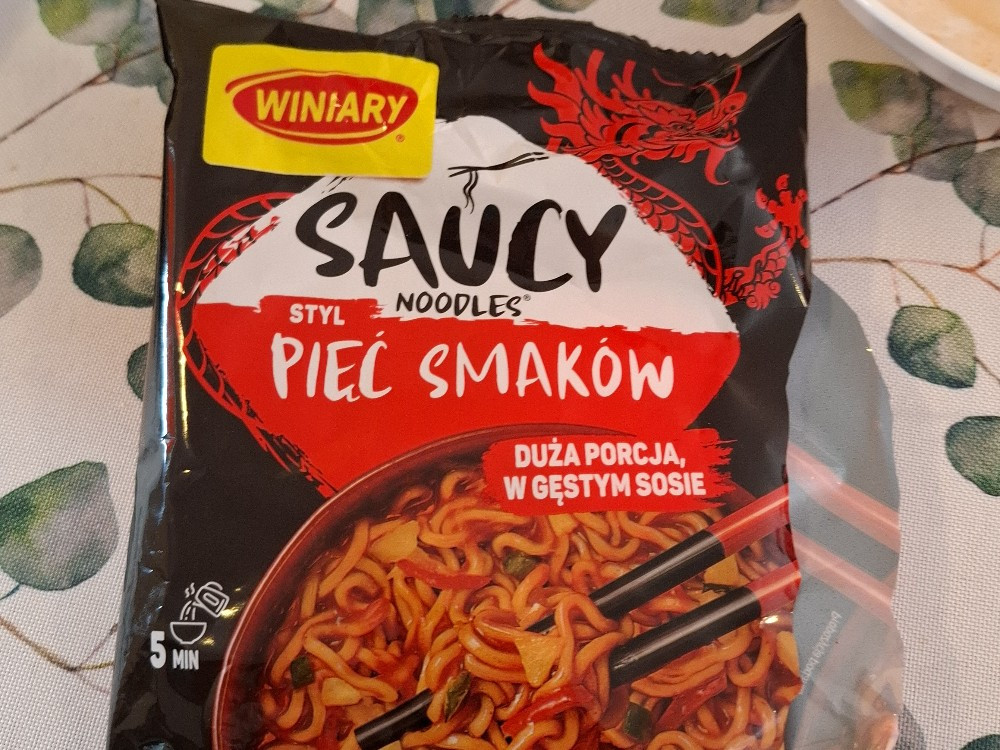 WINIARY®
SAUCY
NOODLES®
STYL
PIĘĆ SMAKÓW
DUŻA PORCJA,
W GĘSTYM SOSIE
5 MIN